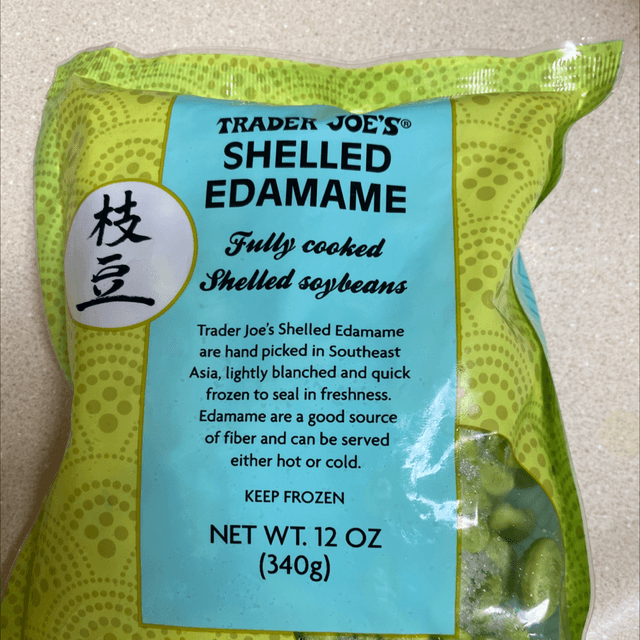 TRADER JOE'S®
SHELLED
EDAMAME
枝
豆
Fully cooked
Shelled soybeans
Trader Joe's Shelled Edamame
are hand picked in Southeast
Asia, lightly blanched and quick
frozen to seal in freshness.
Edamame are a good source
of fiber and can be served
either hot or cold.
KEEP FROZEN
NET WT. 12 OZ
(340g)